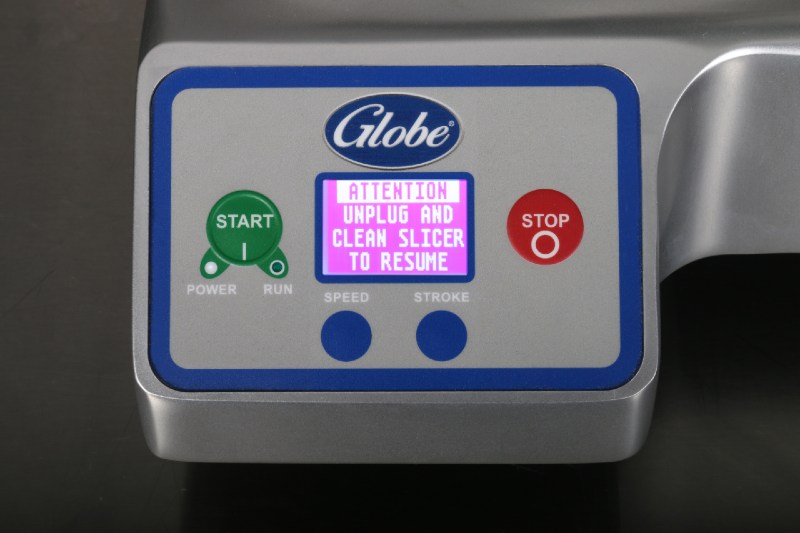 Globe®
ATTENTION
UNPLUG AND
CLEAN SLICER
TO RESUME
START
I
POWER
RUN
STOP
O
SPEED
STROKE